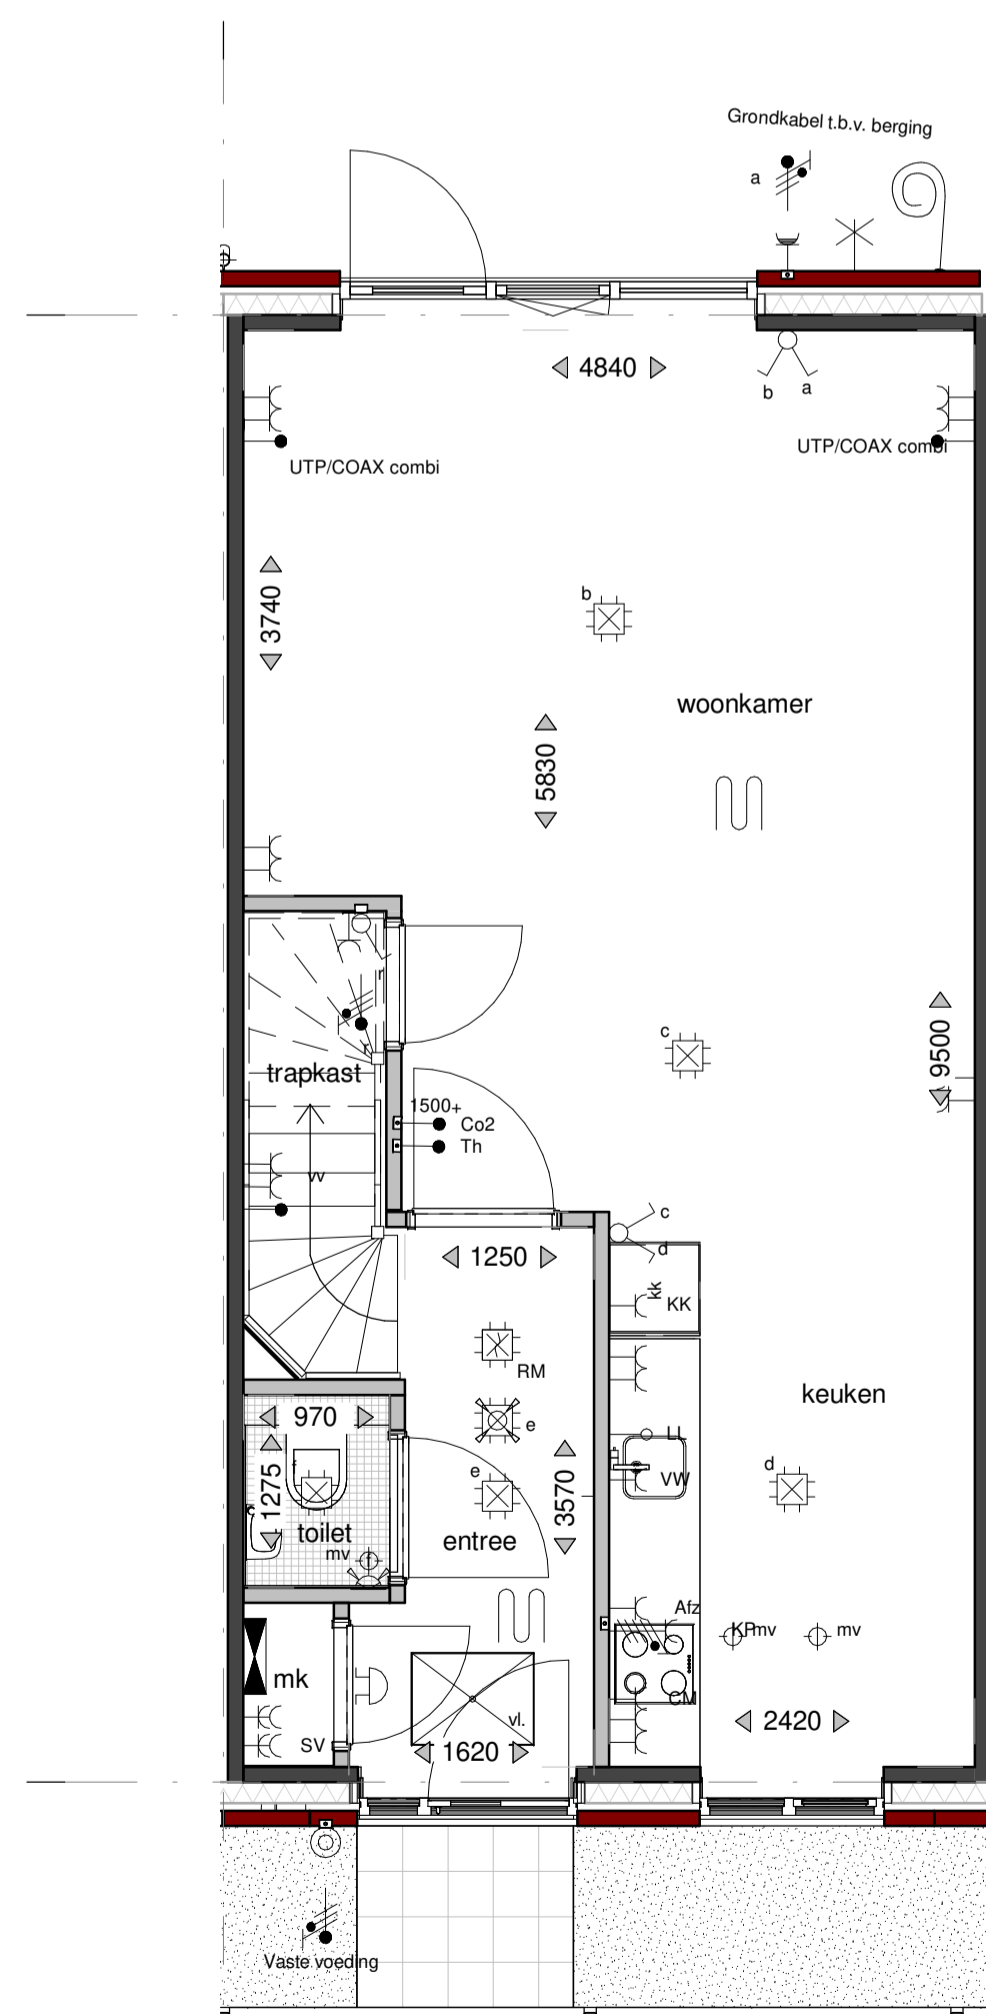 Grondkabel t.b.v. berging
a
4840
b
a
UTP/COAX combi
UTP/COAX combi
3740
b
woonkamer
5830
r
c
9500
r
trapkast
1500+
Co2
Th
c
d
1250
kk
KK
RM
keuken
970
e
LL
f
1275
e
3570
VW
d
toilet
entree
mv
f
Afz
KP
mv
mv
mk
CM
vl.
SV
1620
2420
Vaste voeding